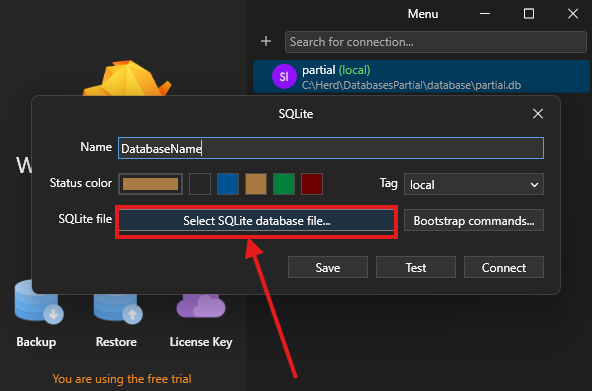 Menu
Search for connection...
SI
partial (local)
C:\Herd\DatabasesPartial\database\partial.db
W
SQLite
Name
DatabaseName
Status color
Tag
local
SQLite file
Select SQLite database file...
Bootstrap commands...
Save
Test
Connect
Backup
Restore
License Key
You are using the free trial